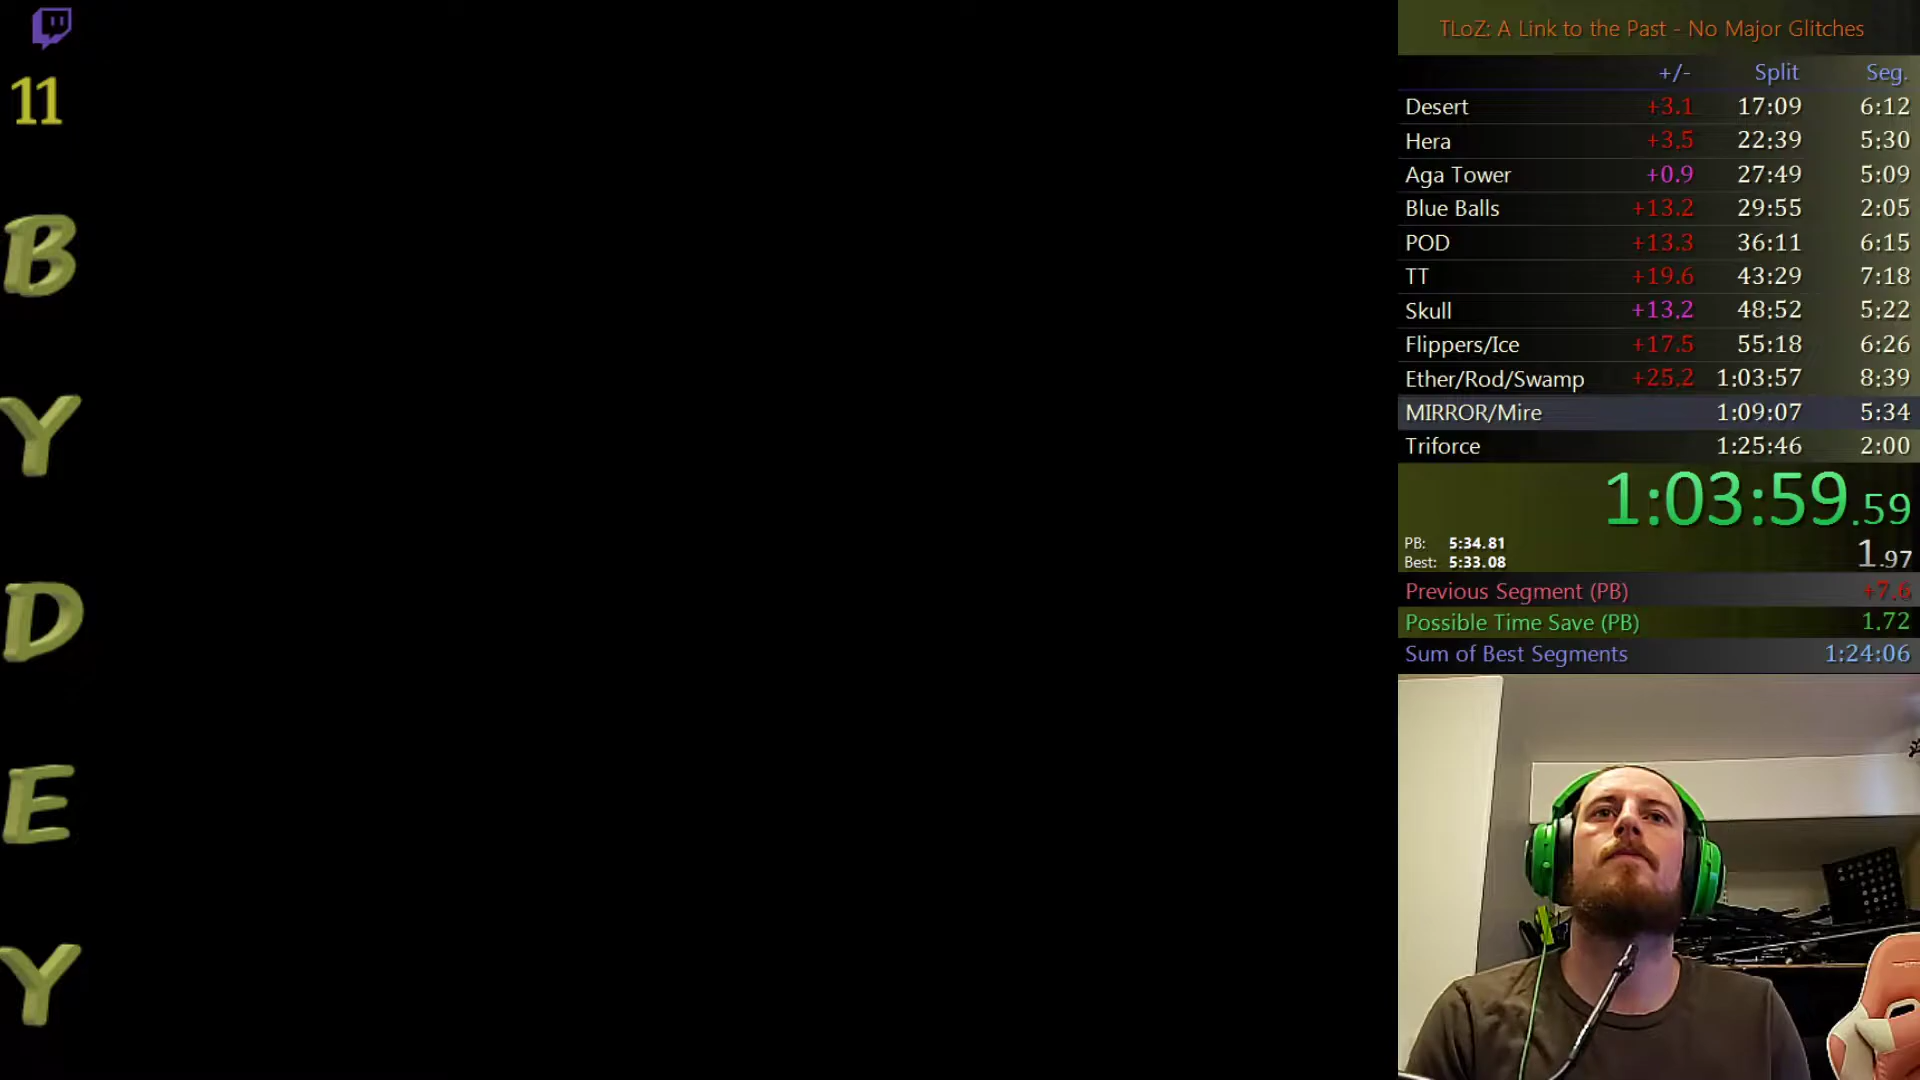 11
B
Y
D
E
Y
TLoZ: A Link to the Past - No Major Glitches
+/- Split Seg.
Desert +3.1 17:09 6:12
Hera +3.5 22:39 5:30
Aga Tower +0.9 27:49 5:09
Blue Balls +13.2 29:55 2:05
POD +13.3 36:11 6:15
TT +19.6 43:29 7:18
Skull +13.2 48:52 5:22
Flippers/Ice +17.5 55:18 6:26
Ether/Rod/Swamp +25.2 1:03:57 8:39
MIRROR/Mire 1:09:07 5:34
Triforce 1:25:46 2:00
1:03:59.59
PB: 5:34.81
Best: 5:33.08
1.97
Previous Segment (PB) +7.6
Possible Time Save (PB) 1.72
Sum of Best Segments 1:24:06